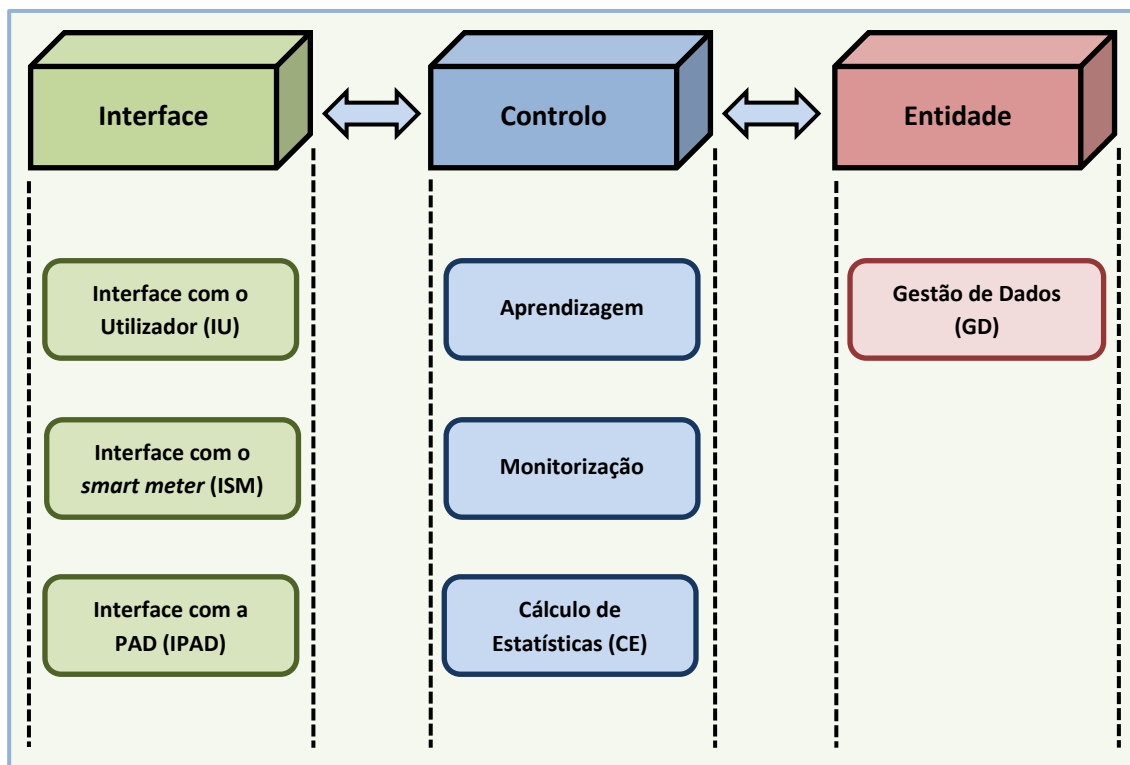 Interface
Controlo
Entidade
Interface com o
Utilizador (IU)
Aprendizagem
Gestão de Dados
(GD)
Interface com o
smart meter (ISM)
Monitorização
Interface com a
PAD (IPAD)
Cálculo de
Estatísticas (CE)